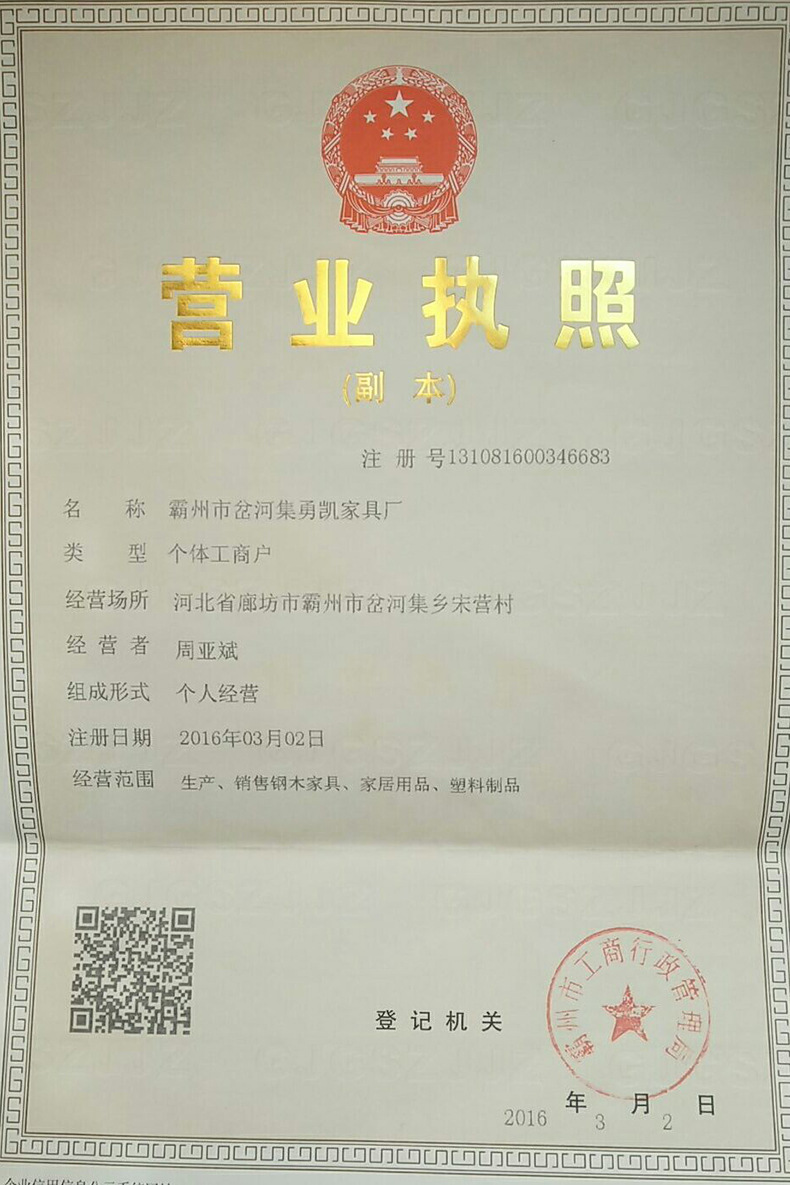 营业执照
(副 本)
注 册 号131081600346683
名 称 霸州市岔河集勇凯家具厂
类 型 个体工商户
经营场所 河北省廊坊市霸州市岔河集乡宋营村
经 营 者 周亚斌
组成形式 个人经营
注册日期 2016年03月02日
经营范围 生产、销售钢木家具、家居用品、塑料制品
霸州市工商行政管理局
登 记 机 关
2016 年 3 月 2 日